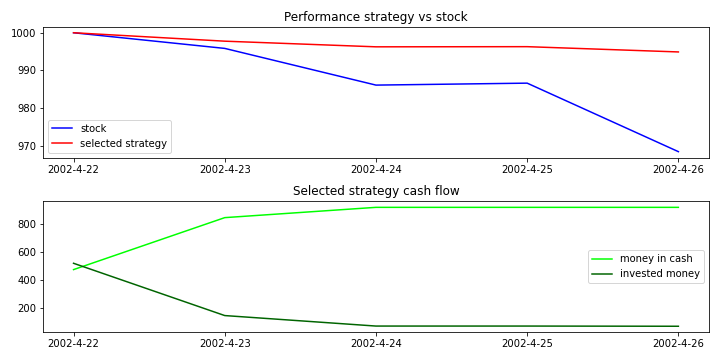 Performance strategy vs stock
1000
990
980
970
stock
selected strategy
2002-4-22 2002-4-23 2002-4-24 2002-4-25 2002-4-26
Selected strategy cash flow
800
600
400
200
money in cash
invested money
2002-4-22 2002-4-23 2002-4-24 2002-4-25 2002-4-26